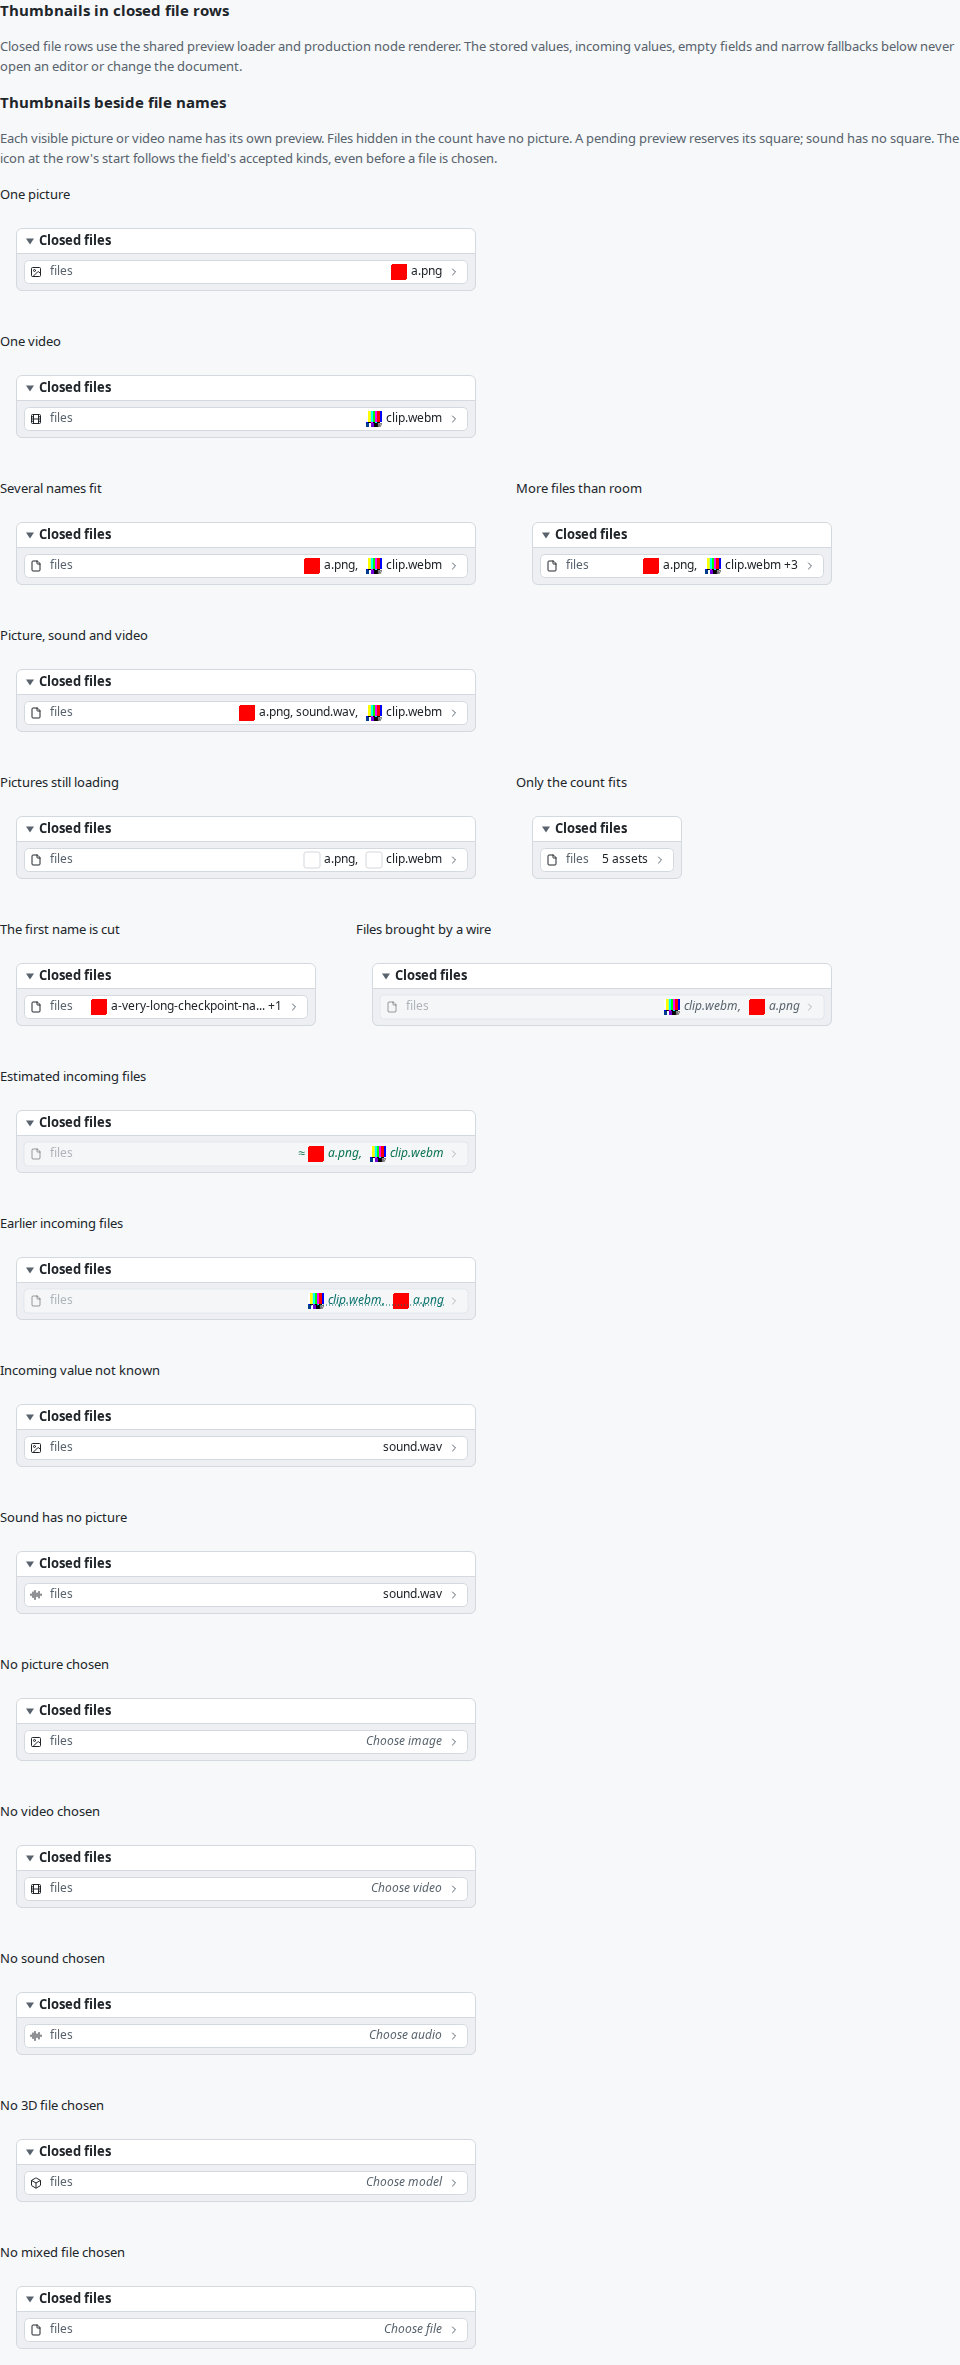 Thumbnails in closed file rows
Closed file rows use the shared preview loader and production node renderer. The stored values, incoming values, empty fields and narrow fallbacks below never
open an editor or change the document.
Thumbnails beside file names
Each visible picture or video name has its own preview. Files hidden in the count have no picture. A pending preview reserves its square; sound has no square. The
icon at the row's start follows the field's accepted kinds, even before a file is chosen.
One picture
Closed files
files a.png
One video
Closed files
files clip.webm
Several names fit
Closed files
files a.png, clip.webm
More files than room
Closed files
files a.png, clip.webm +3
Picture, sound and video
Closed files
files a.png, sound.wav, clip.webm
Pictures still loading
Closed files
files a.png, clip.webm
Only the count fits
Closed files
files 5 assets
The first name is cut
Closed files
files a-very-long-checkpoint-na... +1
Files brought by a wire
Closed files
files clip.webm, a.png
Estimated incoming files
Closed files
files ≈ a.png, clip.webm
Earlier incoming files
Closed files
files clip.webm, a.png
Incoming value not known
Closed files
files sound.wav
Sound has no picture
Closed files
files sound.wav
No picture chosen
Closed files
files Choose image
No video chosen
Closed files
files Choose video
No sound chosen
Closed files
files Choose audio
No 3D file chosen
Closed files
files Choose model
No mixed file chosen
Closed files
files Choose file